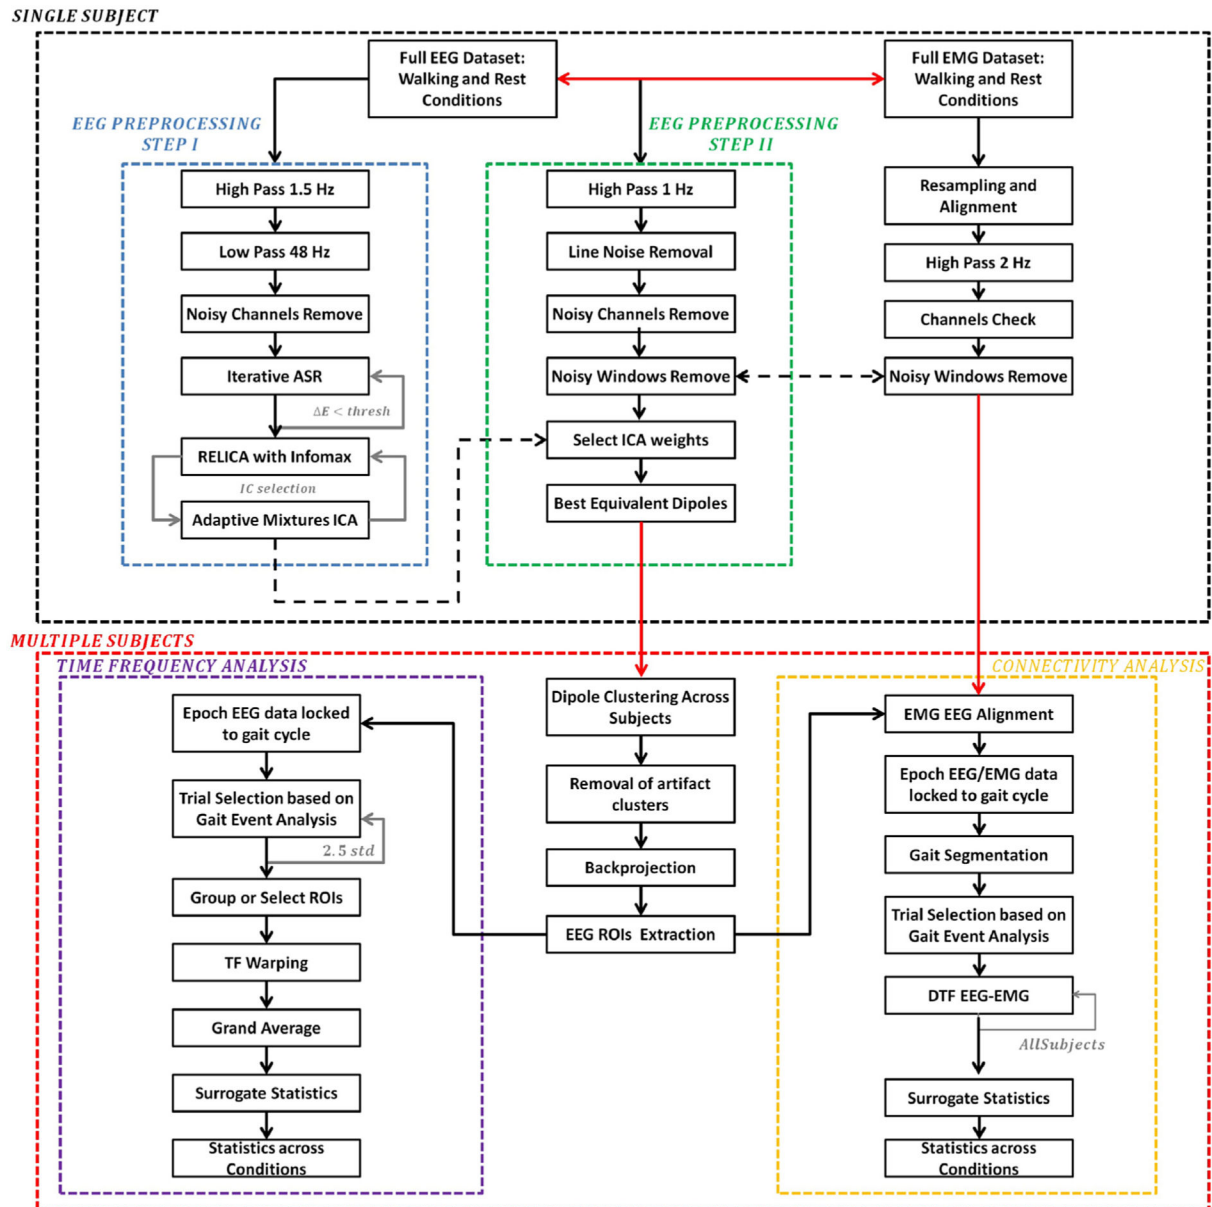 SINGLE SUBJECT
Full EEG Dataset:
Walking and Rest
Conditions
Full EMG Dataset:
Walking and Rest
Conditions
EEG PREPROCESSING
STEP I
High Pass 1.5 Hz
Low Pass 48 Hz
Noisy Channels Remove
Iterative ASR
ΔE < thresh
RELICA with Infomax
IC selection
Adaptive Mixtures ICA
EEG PREPROCESSING
STEP II
High Pass 1 Hz
Line Noise Removal
Noisy Channels Remove
Noisy Windows Remove
Select ICA weights
Best Equivalent Dipoles
Resampling and
Alignment
High Pass 2 Hz
Channels Check
Noisy Windows Remove
MULTIPLE SUBJECTS
TIME FREQUENCY ANALYSIS
Epoch EEG data locked
to gait cycle
Trial Selection based on
Gait Event Analysis
2.5 std
Group or Select ROIs
TF Warping
Grand Average
Surrogate Statistics
Statistics across
Conditions
Dipole Clustering Across
Subjects
Removal of artifact
clusters
Backprojection
EEG ROIs Extraction
CONNECTIVITY ANALYSIS
EMG EEG Alignment
Epoch EEG/EMG data
locked to gait cycle
Gait Segmentation
Trial Selection based on
Gait Event Analysis
DTF EEG-EMG
AllSubjects
Surrogate Statistics
Statistics across
Conditions